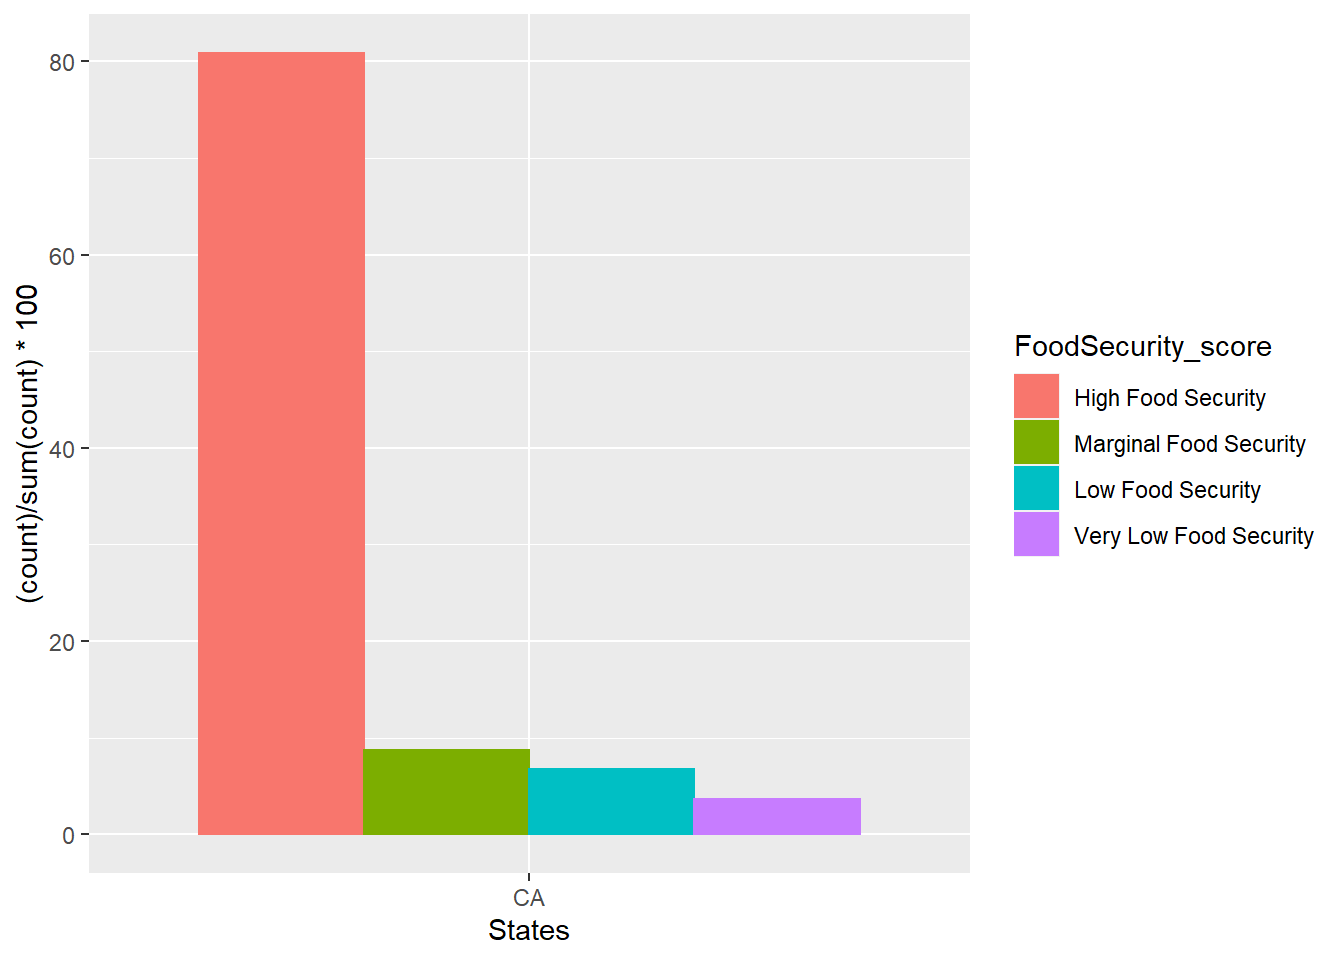 80
60
40
20
0
(count)/sum(count) * 100
CA
States
FoodSecurity_score
High Food Security
Marginal Food Security
Low Food Security
Very Low Food Security